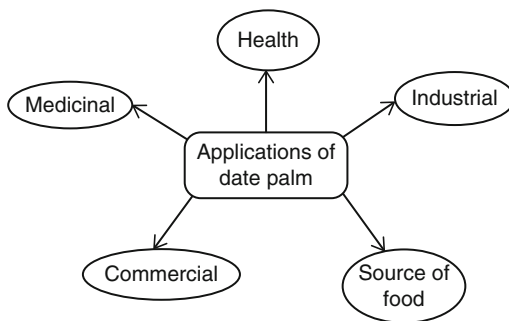 Health
Medicinal
Industrial
Applications of
date palm
Commercial
Source of
food